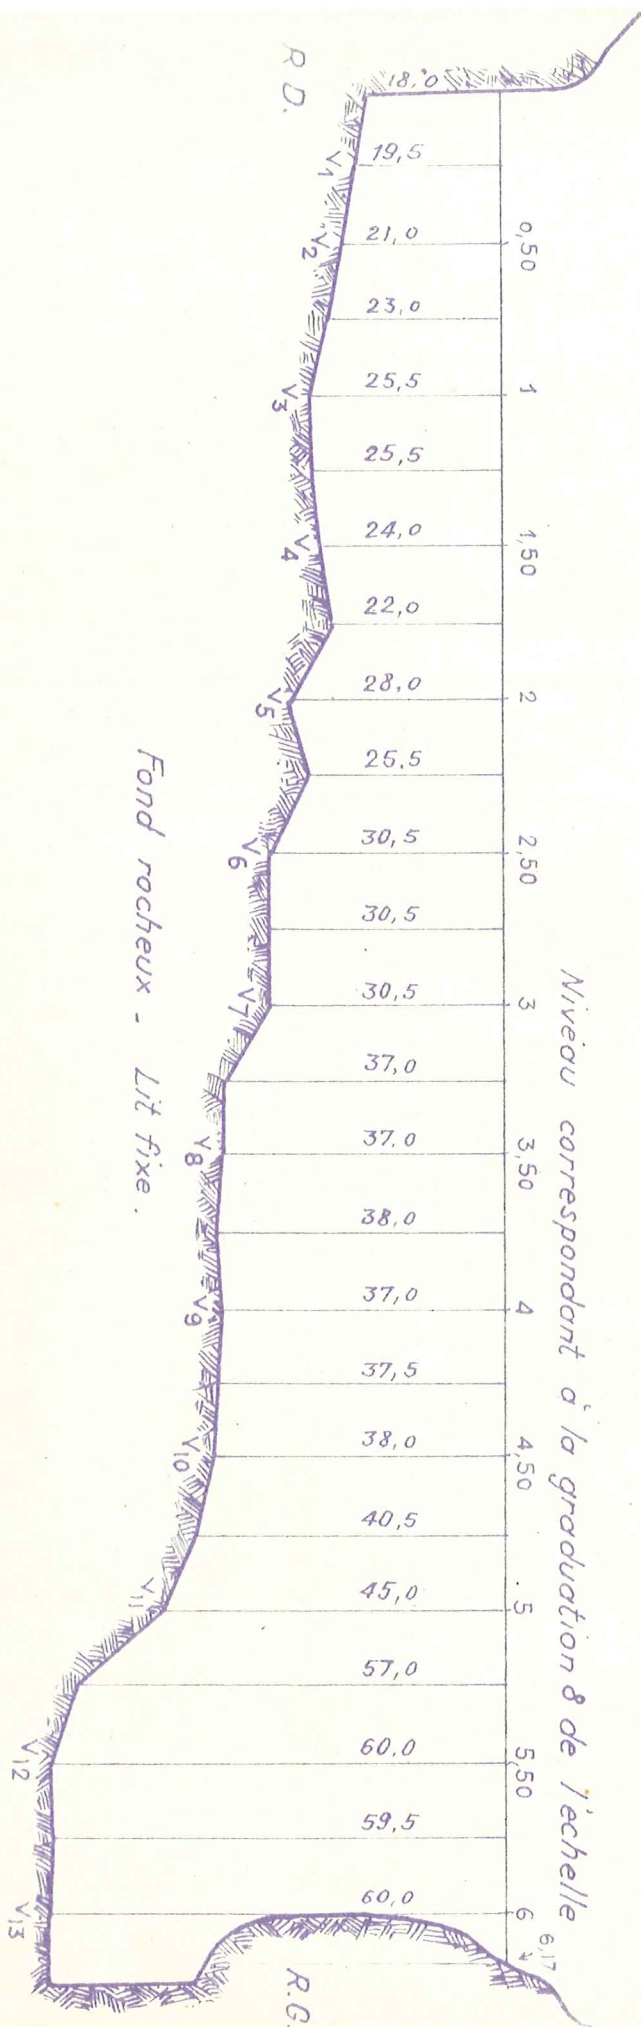 Niveau correspondant à la graduation 8 de l'échelle
0,50 1 1,50 2 2,50 3 3,50 4 4,50 5 5,50 6 6,17
18,0 19,5 21,0 23,0 25,5 25,5 24,0 22,0 28,0 25,5 30,5 30,5 30,5 37,0 37,0 38,0 37,0 37,5 38,0 40,5 45,0 57,0 60,0 59,5 60,0
R.D. R.G.
V1 V2 V3 V4 V5 V6 V7 V8 V9 V10 V11 V12 V13
Fond rocheux - Lit fixe.